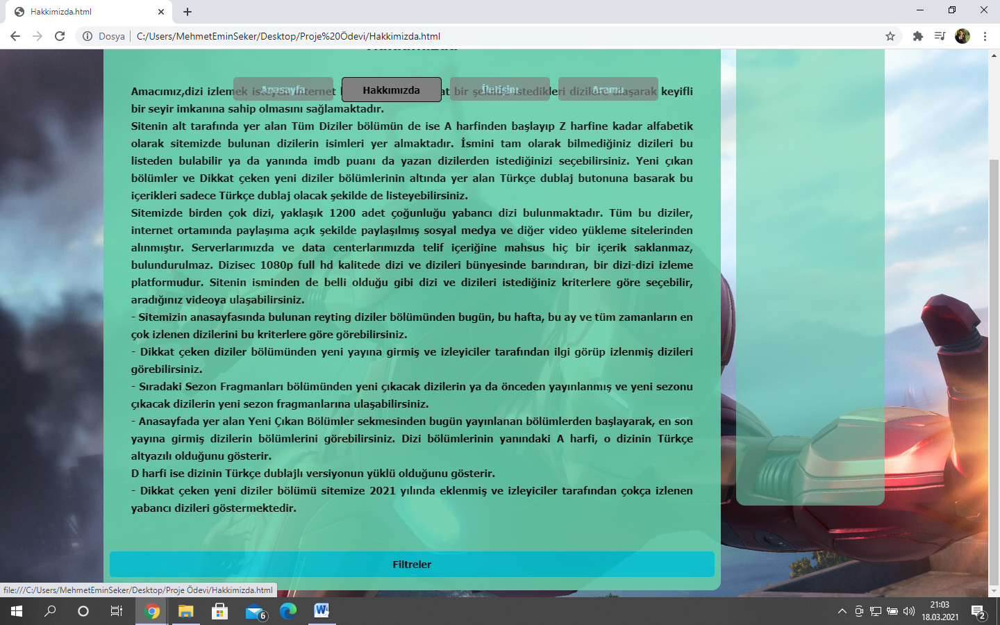 Hakkimizda.html
Dosya
C:/Users/MehmetEminSeker/Desktop/Proje%20Ödevi/Hakkimizda.html
Anasayfa
Hakkımızda
İletişim
Arama
Amacımız,dizi izlemek isteyen internet bir şekilde istedikleri dizilere ulaşarak keyifli
bir seyir imkanına sahip olmasını sağlamaktadır.
Sitenin alt tarafında yer alan Tüm Diziler bölümün de ise A harfinden başlayıp Z harfine kadar alfabetik
olarak sitemizde bulunan dizilerin isimleri yer almaktadır. İsmini tam olarak bilmediğiniz dizileri bu
listeden bulabilir ya da yanında imdb puanı da yazan dizilerden istediğinizi seçebilirsiniz. Yeni çıkan
bölümler ve Dikkat çeken yeni diziler bölümlerinin altında yer alan Türkçe dublaj butonuna basarak bu
içerikleri sadece Türkçe dublaj olacak şekilde de listeyebilirsiniz.
Sitemizde birden çok dizi, yaklaşık 1200 adet çoğunluğu yabancı dizi bulunmaktadır. Tüm bu diziler,
internet ortamında paylaşıma açık şekilde paylaşılmış sosyal medya ve diğer video yükleme sitelerinden
alınmıştır. Serverlarımızda ve data centerlarımızda telif içeriğine mahsus hiç bir içerik saklanmaz,
bulundurulmaz. Dizisec 1080p full hd kalitede dizi ve dizileri bünyesinde barındıran, bir dizi-dizi izleme
platformudur. Sitenin isminden de belli olduğu gibi dizi ve dizileri istediğiniz kriterlere göre seçebilir,
aradığınız videoya ulaşabilirsiniz.
- Sitemizin anasayfasında bulunan reyting diziler bölümünden bugün, bu hafta, bu ay ve tüm zamanların en
çok izlenen dizilerini bu kriterlere göre görebilirsiniz.
- Dikkat çeken diziler bölümünden yeni yayına girmiş ve izleyiciler tarafından ilgi görüp izlenmiş dizileri
görebilirsiniz.
- Sıradaki Sezon Fragmanları bölümünden yeni çıkacak dizilerin ya da önceden yayınlanmış ve yeni sezonu
çıkacak dizilerin yeni sezon fragmanlarına ulaşabilirsiniz.
- Anasayfada yer alan Yeni Çıkan Bölümler sekmesinden bugün yayınlanan bölümlerden başlayarak, en son
yayına girmiş dizilerin bölümlerini görebilirsiniz. Dizi bölümlerinin yanındaki A harfi, o dizinin Türkçe
altyazılı olduğunu gösterir.
D harfi ise dizinin Türkçe dublajlı versiyonun yüklü olduğunu gösterir.
- Dikkat çeken yeni diziler bölümü sitemize 2021 yılında eklenmiş ve izleyiciler tarafından çokça izlenen
yabancı dizileri göstermektedir.
Filtreler
file:///C:/Users/MehmetEminSeker/Desktop/Proje Ödevi/Hakkimizda.html
6
21:03
18.03.2021
2